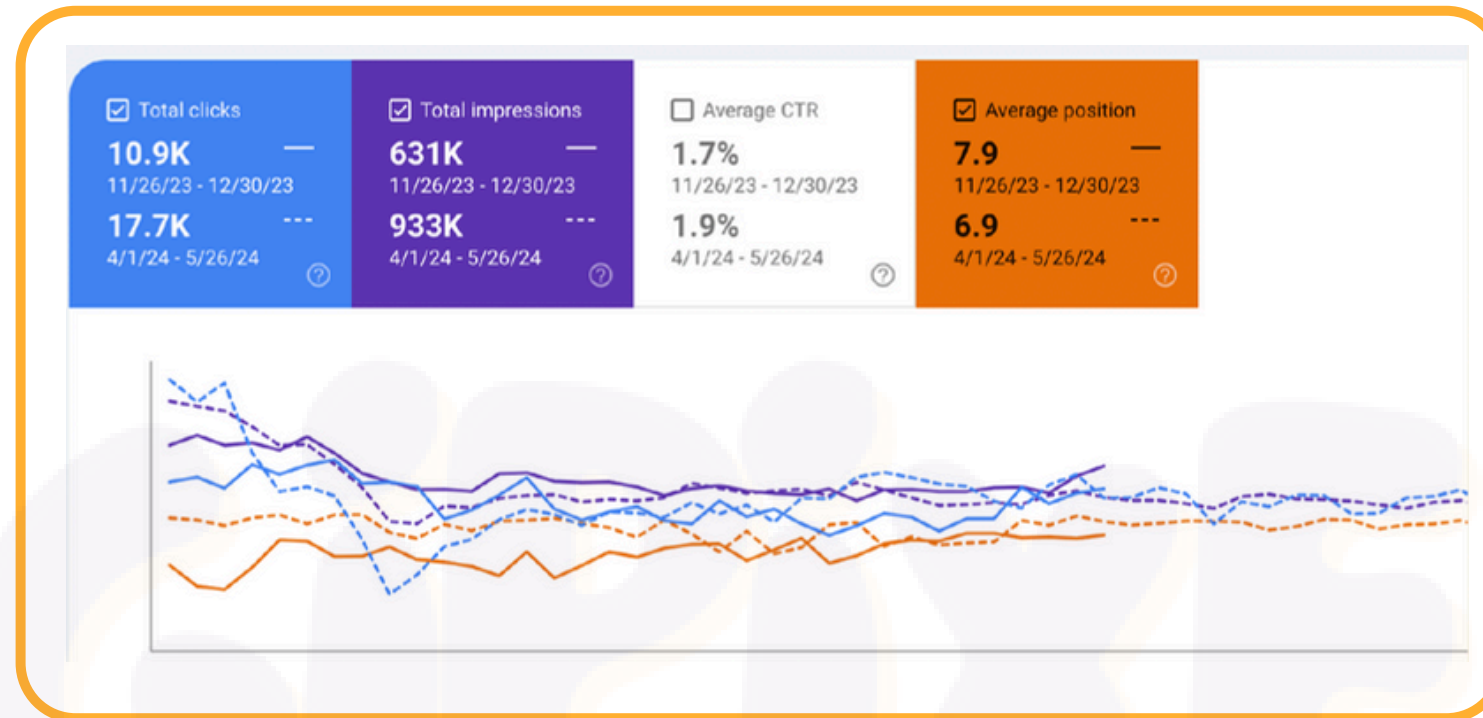 Total clicks
10.9K
11/26/23 - 12/30/23
17.7K
4/1/24 - 5/26/24
Total impressions
631K
11/26/23 - 12/30/23
933K
4/1/24 - 5/26/24
Average CTR
1.7%
11/26/23 - 12/30/23
1.9%
4/1/24 - 5/26/24
Average position
7.9
11/26/23 - 12/30/23
6.9
4/1/24 - 5/26/24